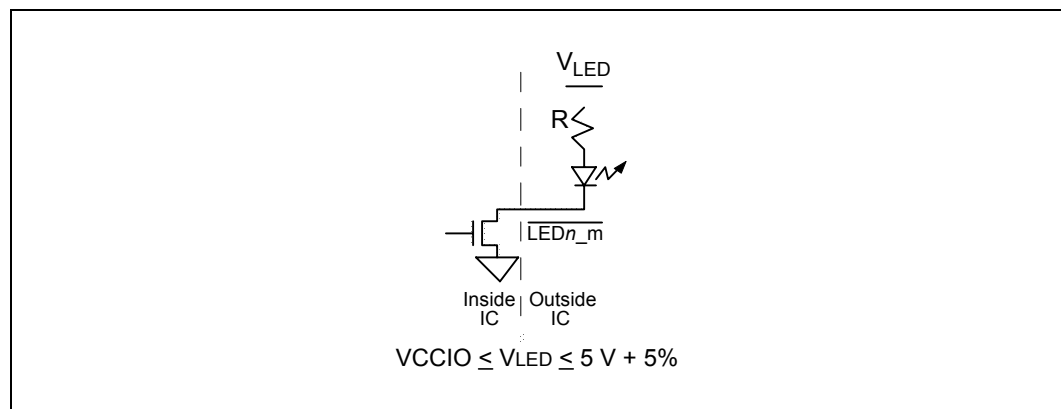 VLED
R
LEDn_m
Inside IC
Outside IC
VCCIO ≤ VLED ≤ 5 V + 5%